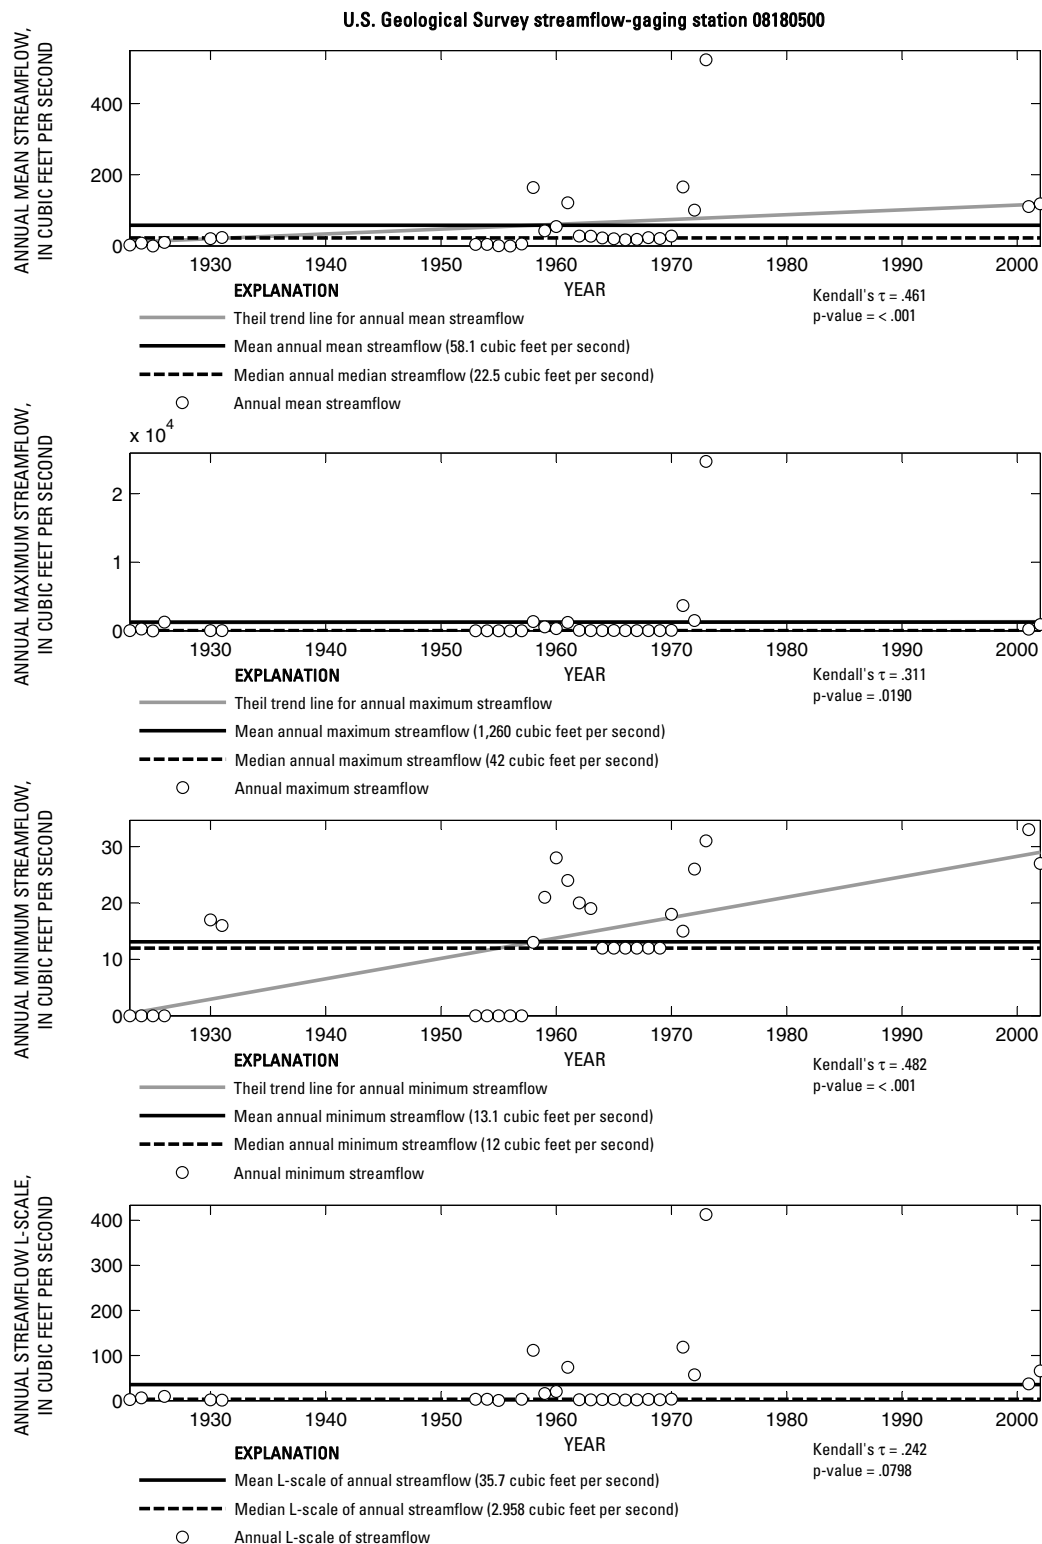 U.S. Geological Survey streamflow-gaging station 08180500
ANNUAL MEAN STREAMFLOW,
IN CUBIC FEET PER SECOND
400
200
0
1930 1940 1950 1960 1970 1980 1990 2000
YEAR
EXPLANATION
Theil trend line for annual mean streamflow
Mean annual mean streamflow (58.1 cubic feet per second)
Median annual median streamflow (22.5 cubic feet per second)
Annual mean streamflow
Kendall's τ = .461
p-value = < .001
ANNUAL MAXIMUM STREAMFLOW,
IN CUBIC FEET PER SECOND
x 10^4
2
1
0
1930 1940 1950 1960 1970 1980 1990 2000
YEAR
EXPLANATION
Theil trend line for annual maximum streamflow
Mean annual maximum streamflow (1,260 cubic feet per second)
Median annual maximum streamflow (42 cubic feet per second)
Annual maximum streamflow
Kendall's τ = .311
p-value = .0190
ANNUAL MINIMUM STREAMFLOW,
IN CUBIC FEET PER SECOND
30
20
10
0
1930 1940 1950 1960 1970 1980 1990 2000
YEAR
EXPLANATION
Theil trend line for annual minimum streamflow
Mean annual minimum streamflow (13.1 cubic feet per second)
Median annual minimum streamflow (12 cubic feet per second)
Annual minimum streamflow
Kendall's τ = .482
p-value = < .001
ANNUAL STREAMFLOW L-SCALE,
IN CUBIC FEET PER SECOND
400
300
200
100
0
1930 1940 1950 1960 1970 1980 1990 2000
YEAR
EXPLANATION
Mean L-scale of annual streamflow (35.7 cubic feet per second)
Median L-scale of annual streamflow (2.958 cubic feet per second)
Annual L-scale of streamflow
Kendall's τ = .242
p-value = .0798